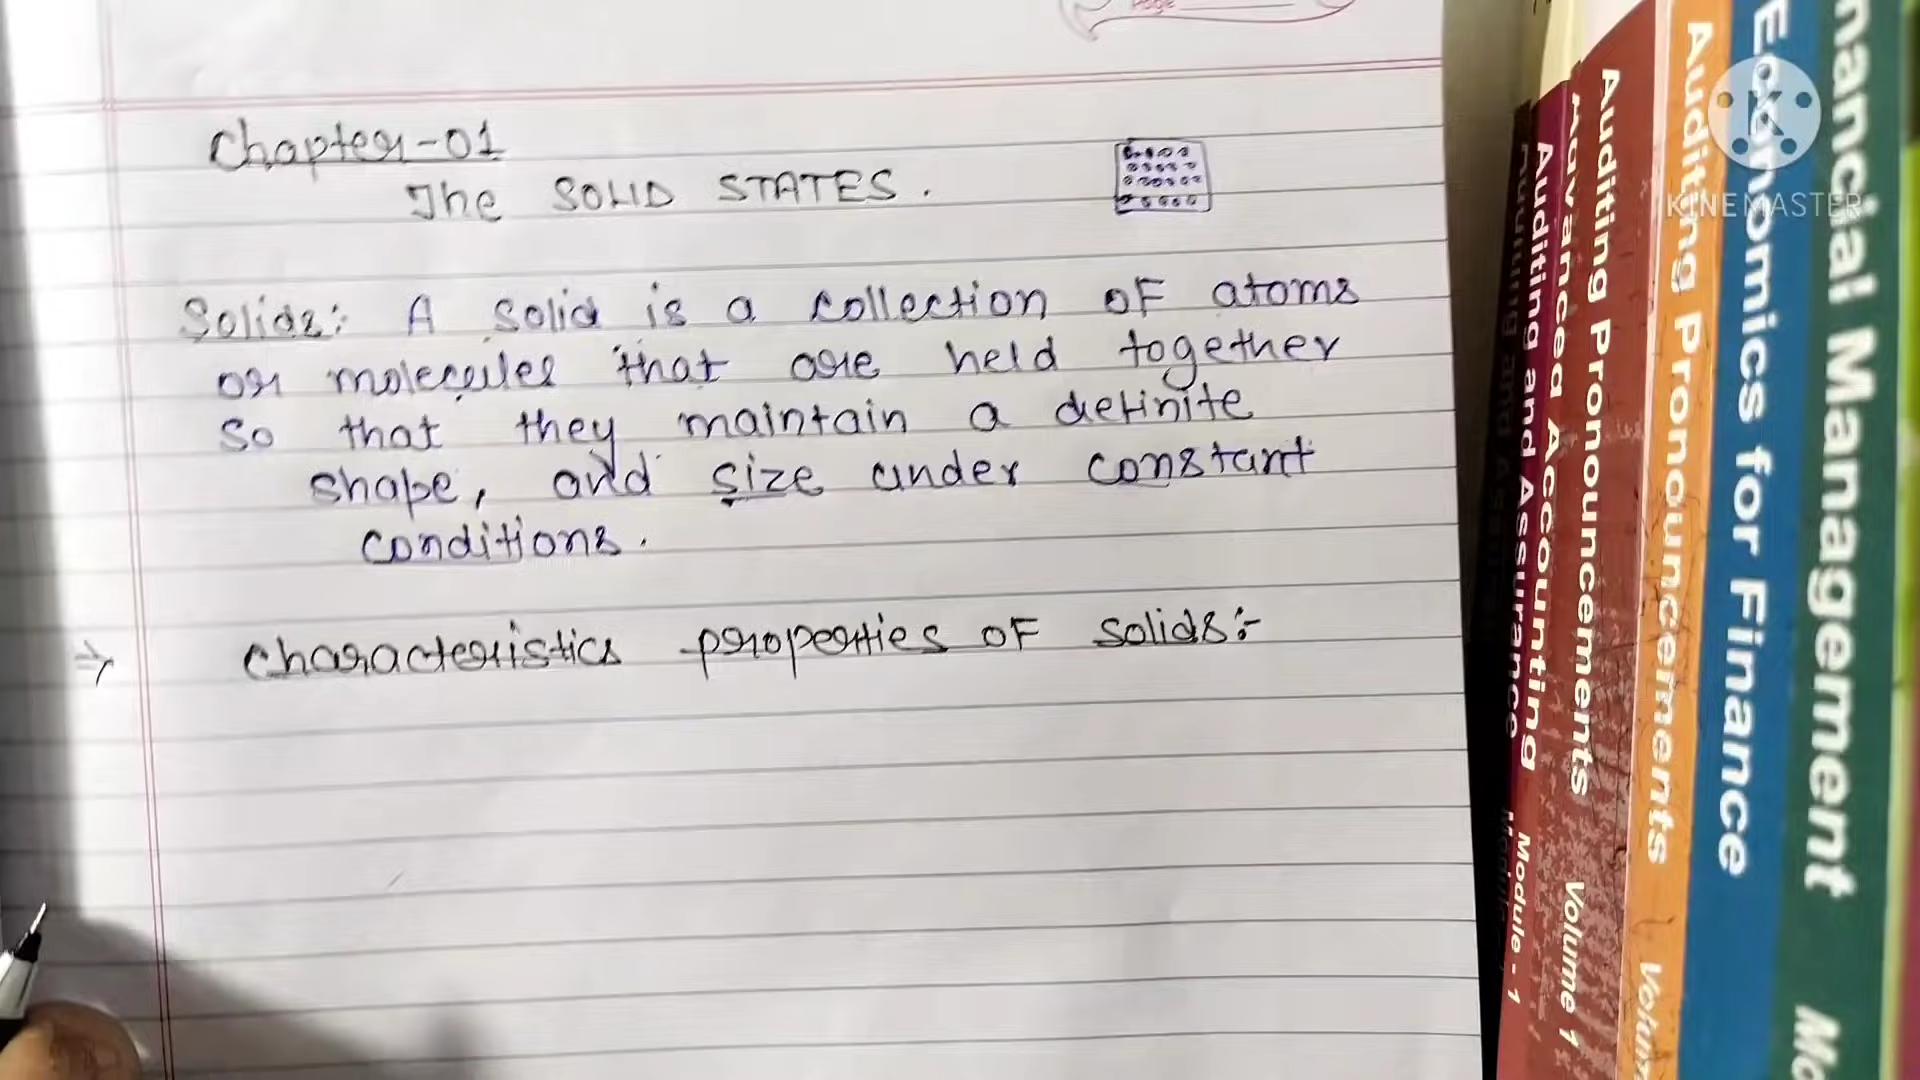 Page
Chapter-01
The SOLID STATES.
Solids: A solid is a collection of atoms
or molecules that are held together
so that they maintain a definite
shape, and size under constant
conditions.
⇒ characteristics properties of solids:-
Auditing and Assurance Module - 1
Advanced Accounting
Auditing Pronouncements Volume 1
Auditing Pronouncements
Economics for Finance
nancial Management
K
KINEMASTER